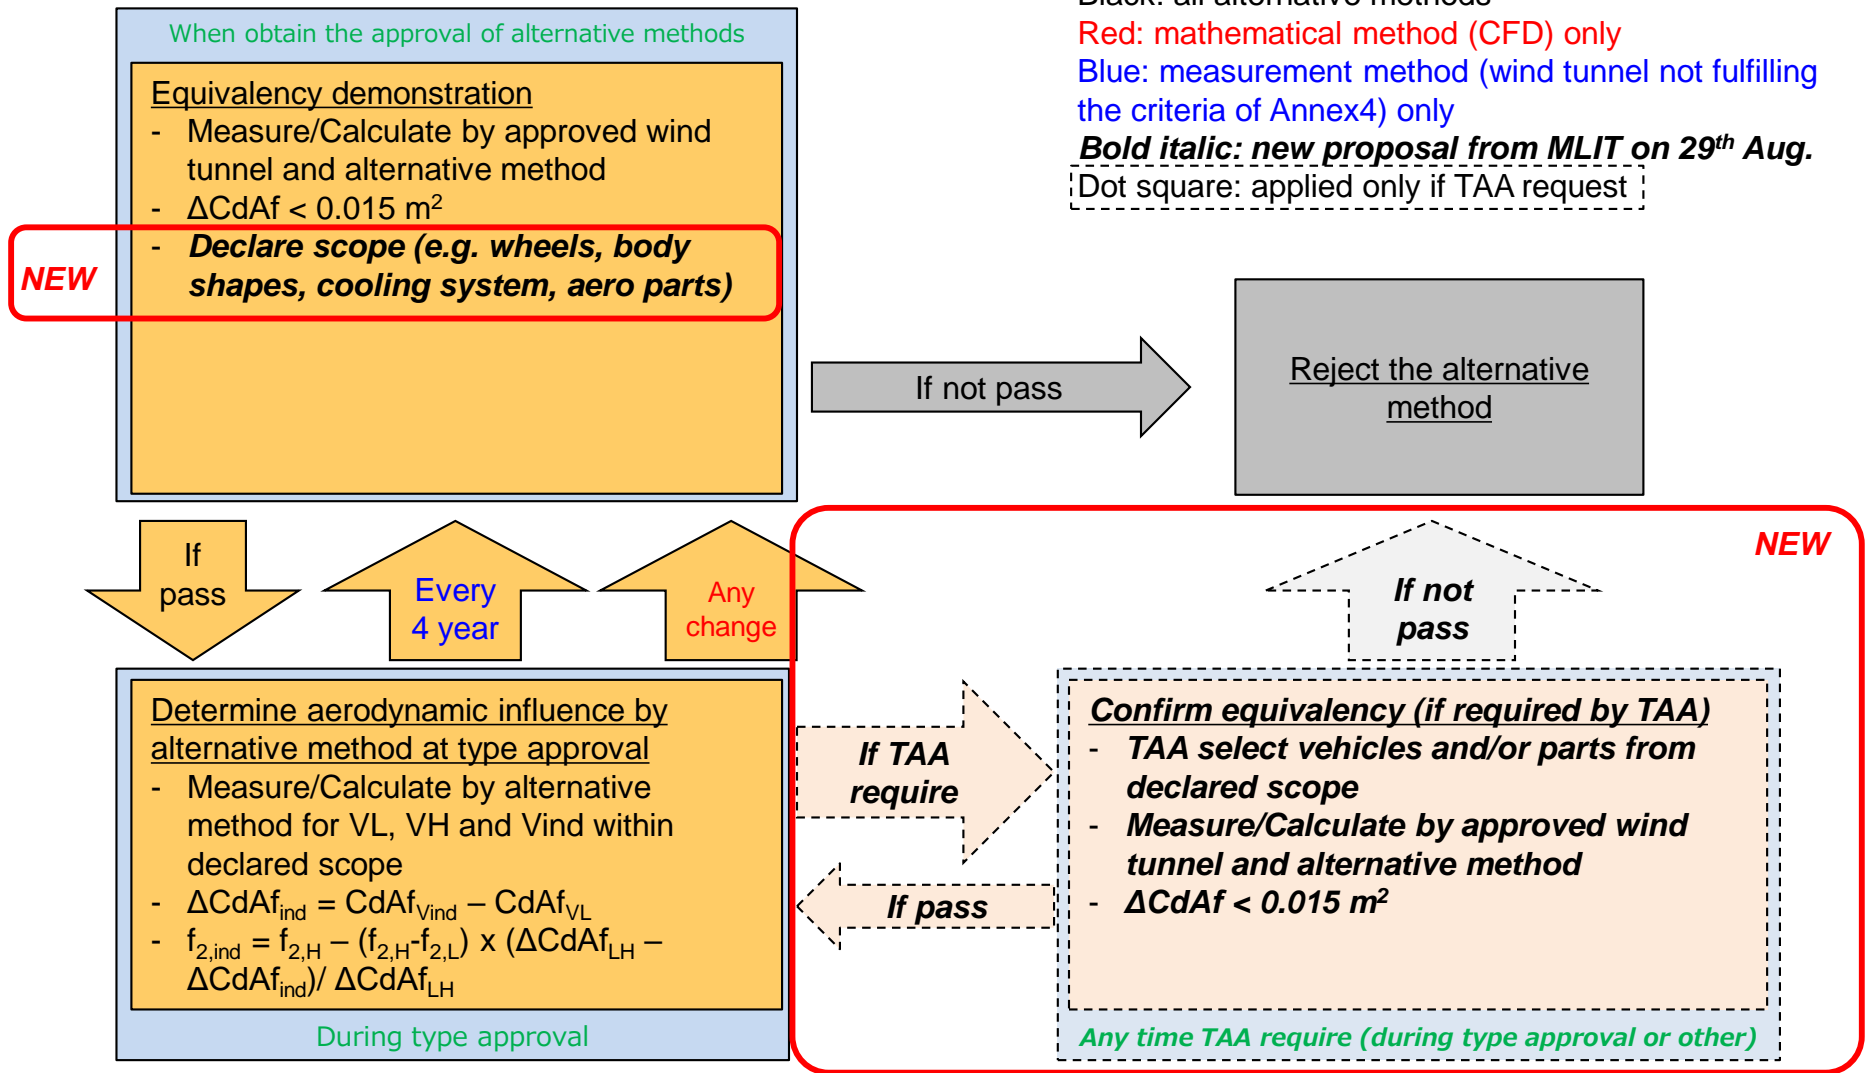 When obtain the approval of alternative methods
Equivalency demonstration
- Measure/Calculate by approved wind
tunnel and alternative method
- ΔCdAf < 0.015 m²
- Declare scope (e.g. wheels, body
shapes, cooling system, aero parts)
NEW
Black: all alternative methods
Red: mathematical method (CFD) only
Blue: measurement method (wind tunnel not fulfilling
the criteria of Annex4) only
Bold italic: new proposal from MLIT on 29th Aug.
Dot square: applied only if TAA request
If not pass
Reject the alternative
method
If
pass
Every
4 year
Any
change
NEW
If not
pass
Determine aerodynamic influence by
alternative method at type approval
- Measure/Calculate by alternative
method for VL, VH and Vind within
declared scope
- ΔCdAfind = CdAfVind – CdAfVL
- f2,ind = f2,H – (f2,H-f2,L) x (ΔCdAfLH –
ΔCdAfind)/ ΔCdAfLH
During type approval
If TAA
require
If pass
Confirm equivalency (if required by TAA)
- TAA select vehicles and/or parts from
declared scope
- Measure/Calculate by approved wind
tunnel and alternative method
- ΔCdAf < 0.015 m²
Any time TAA require (during type approval or other)